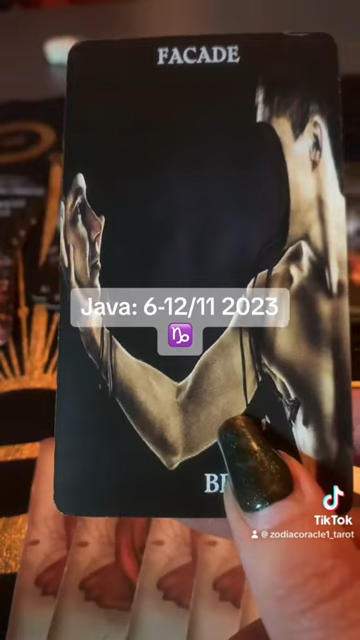 FACADE
Java: 6-12/11 2023
♑
TikTok
@zodiacoracle1_tarot